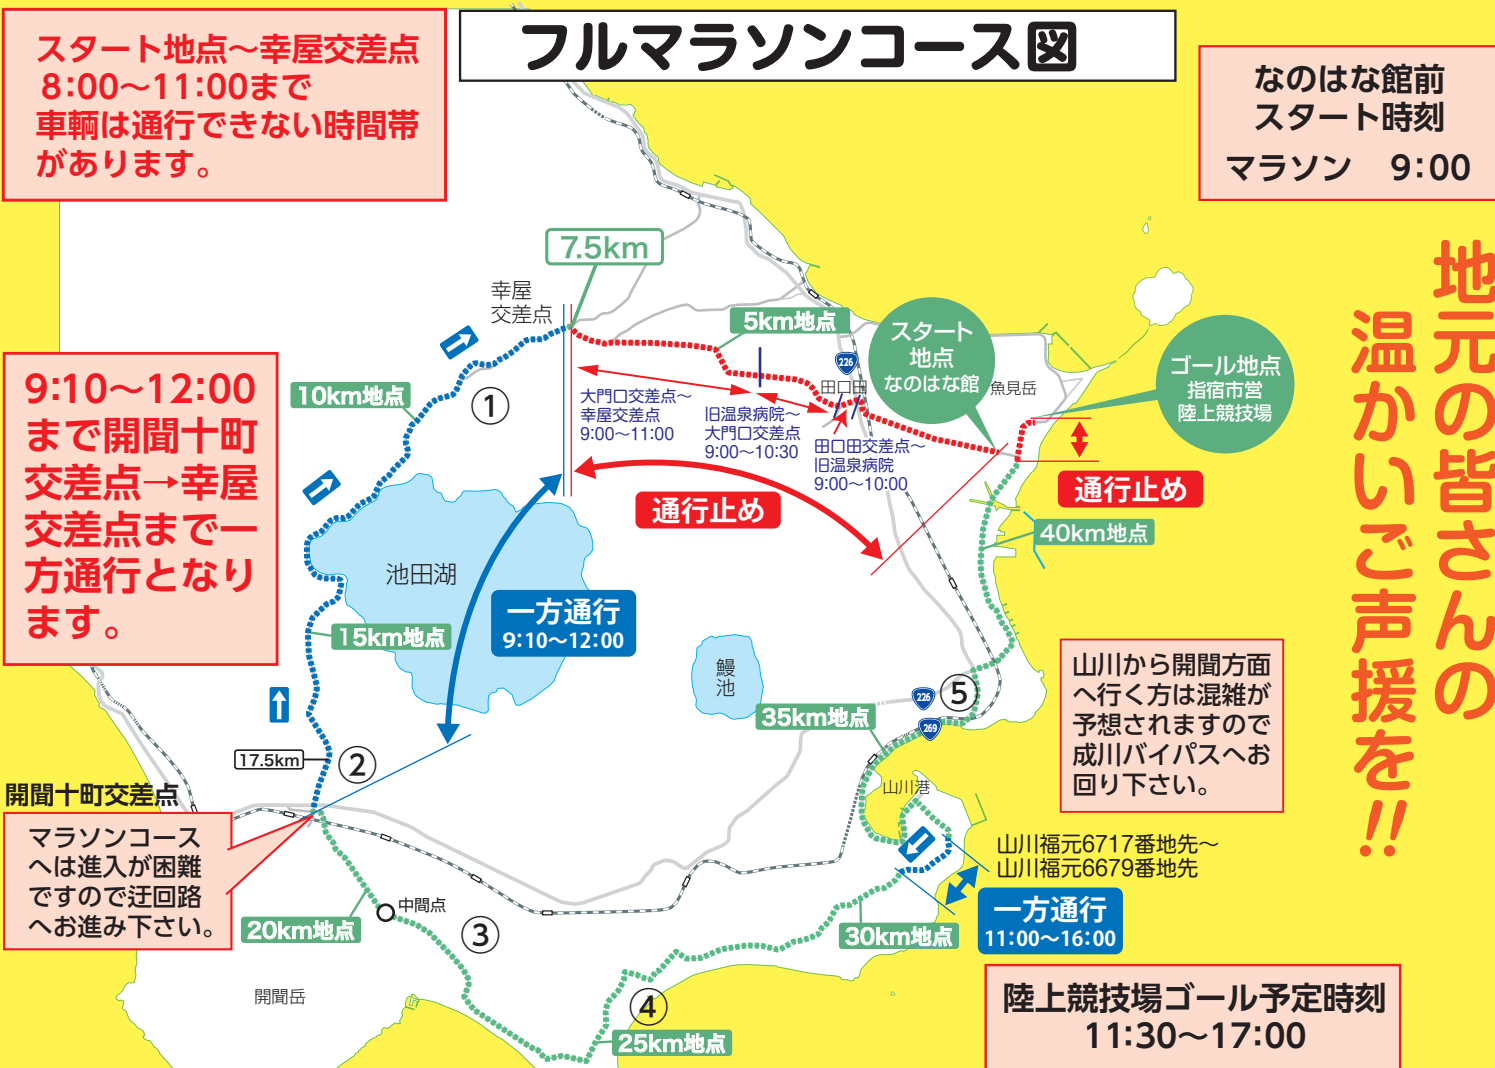 フルマラソンコース図
スタート地点～幸屋交差点
8:00～11:00まで
車輌は通行できない時間帯
があります。
なのはな館前
スタート時刻
マラソン 9:00
地元の皆さんの
温かいご声援を!!
7.5km
幸屋
交差点
5km地点
スタート
地点
なのはな館
226
田口田
魚見岳
ゴール地点
指宿市営
陸上競技場
9:10～12:00
まで開聞十町
交差点→幸屋
交差点まで一
方通行となり
ます。
10km地点
①
大門口交差点～
幸屋交差点
9:00～11:00
旧温泉病院～
大門口交差点
9:00～10:30
田口田交差点～
旧温泉病院
9:00～10:00
通行止め
通行止め
40km地点
池田湖
一方通行
9:10～12:00
15km地点
鰻
池
35km地点
226
⑤
269
山川から開聞方面
へ行く方は混雑が
予想されますので
成川バイパスへお
回り下さい。
17.5km
②
開聞十町交差点
マラソンコース
へは進入が困難
ですので迂回路
へお進み下さい。
山川港
山川福元6717番地先～
山川福元6679番地先
一方通行
11:00～16:00
中間点
20km地点
③
30km地点
開聞岳
④
25km地点
陸上競技場ゴール予定時刻
11:30～17:00